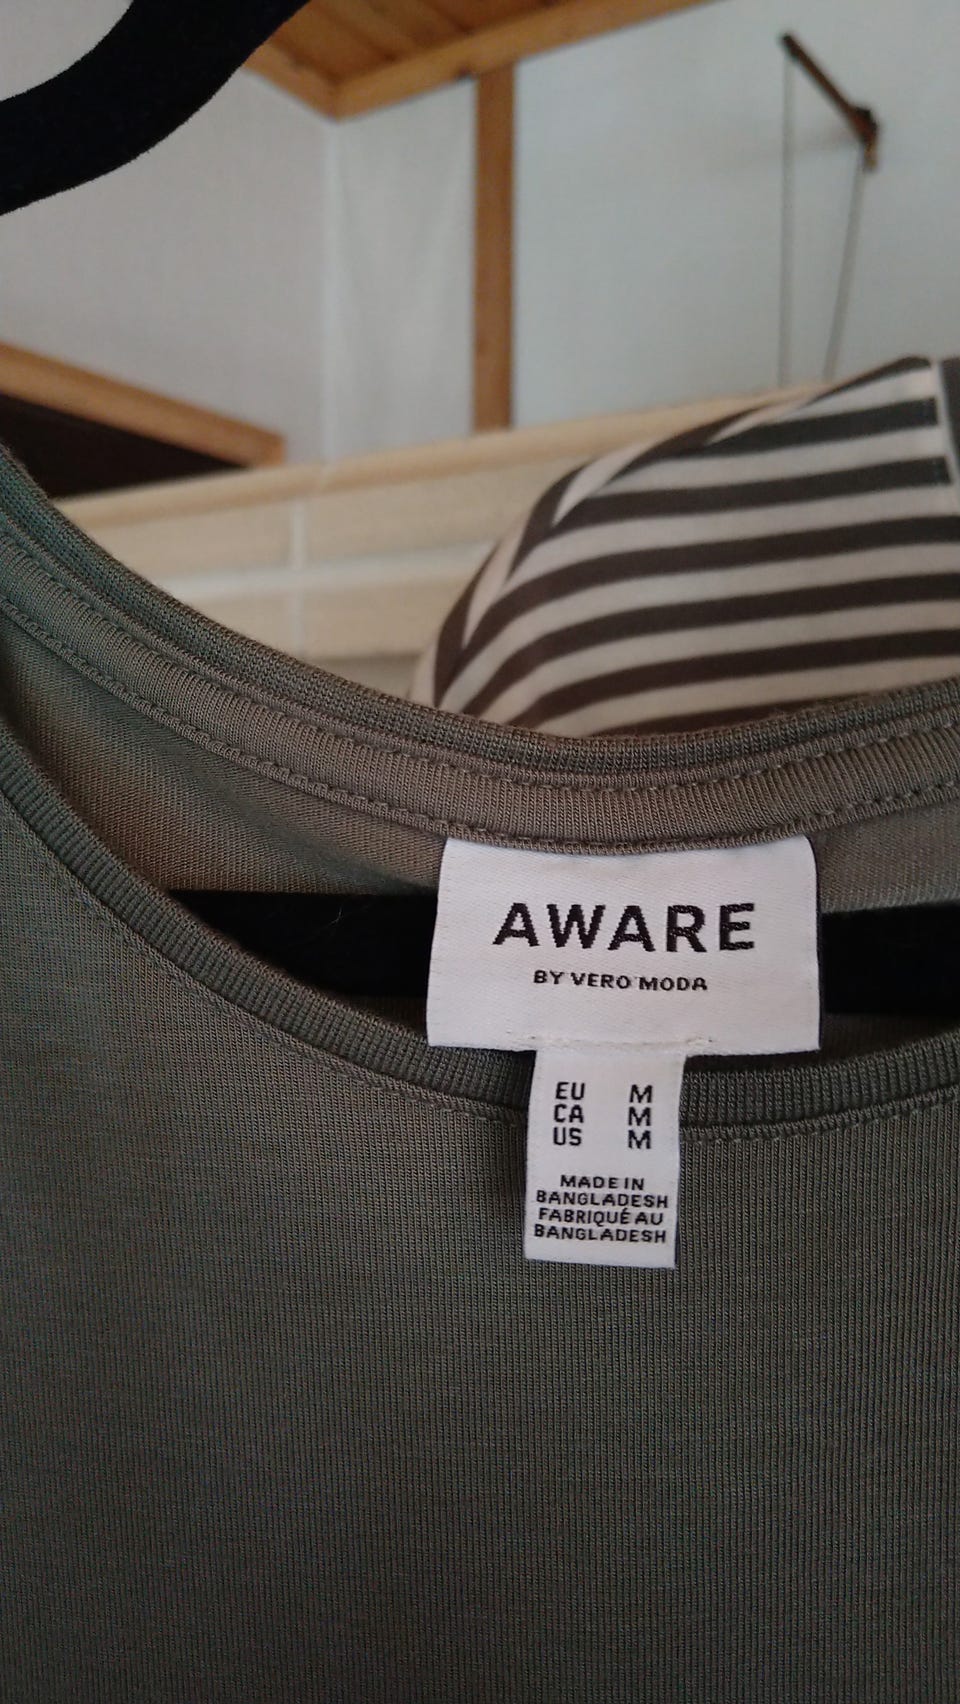 AWARE
BY VERO MODA
EU M
CA M
US M
MADE IN
BANGLADESH
FABRIQUÉ AU
BANGLADESH